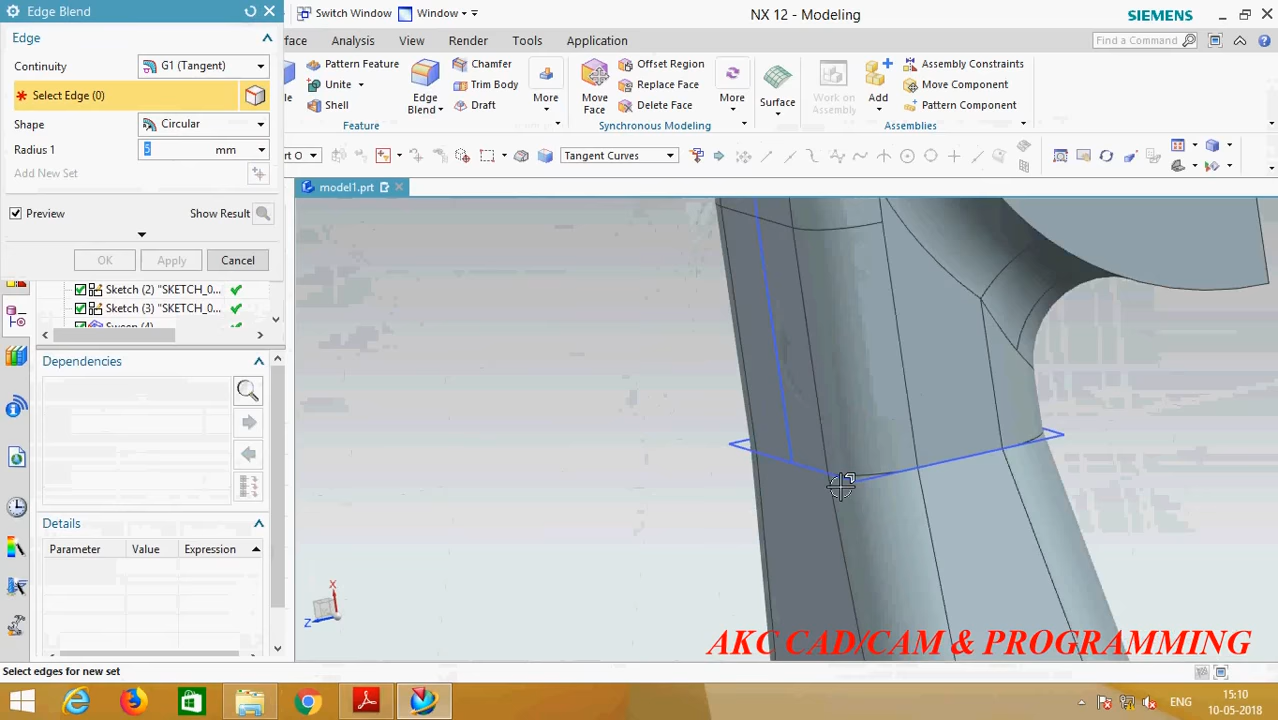 Edge Blend
Switch Window
Window
NX 12 - Modeling
SIEMENS
Edge
Analysis
View
Render
Tools
Application
Find a Command
Continuity
G1 (Tangent)
Pattern Feature
Chamfer
Offset Region
Assembly Constraints
Select Edge (0)
Unite
Trim Body
Replace Face
Move Component
Shell
Edge
Blend
Draft
More
Move
Face
Delete Face
More
Surface
Work on
Assembly
Add
Pattern Component
Shape
Circular
Feature
Synchronous Modeling
Assemblies
Radius 1
5
mm
Tangent Curves
Add New Set
model1.prt
Preview
Show Result
OK
Apply
Cancel
Sketch (2) "SKETCH_0...
Sketch (3) "SKETCH_0...
Dependencies
Details
Parameter
Value
Expression
X
Z
AKC CAD/CAM & PROGRAMMING
Select edges for new set
ENG
15:10
10-05-2018